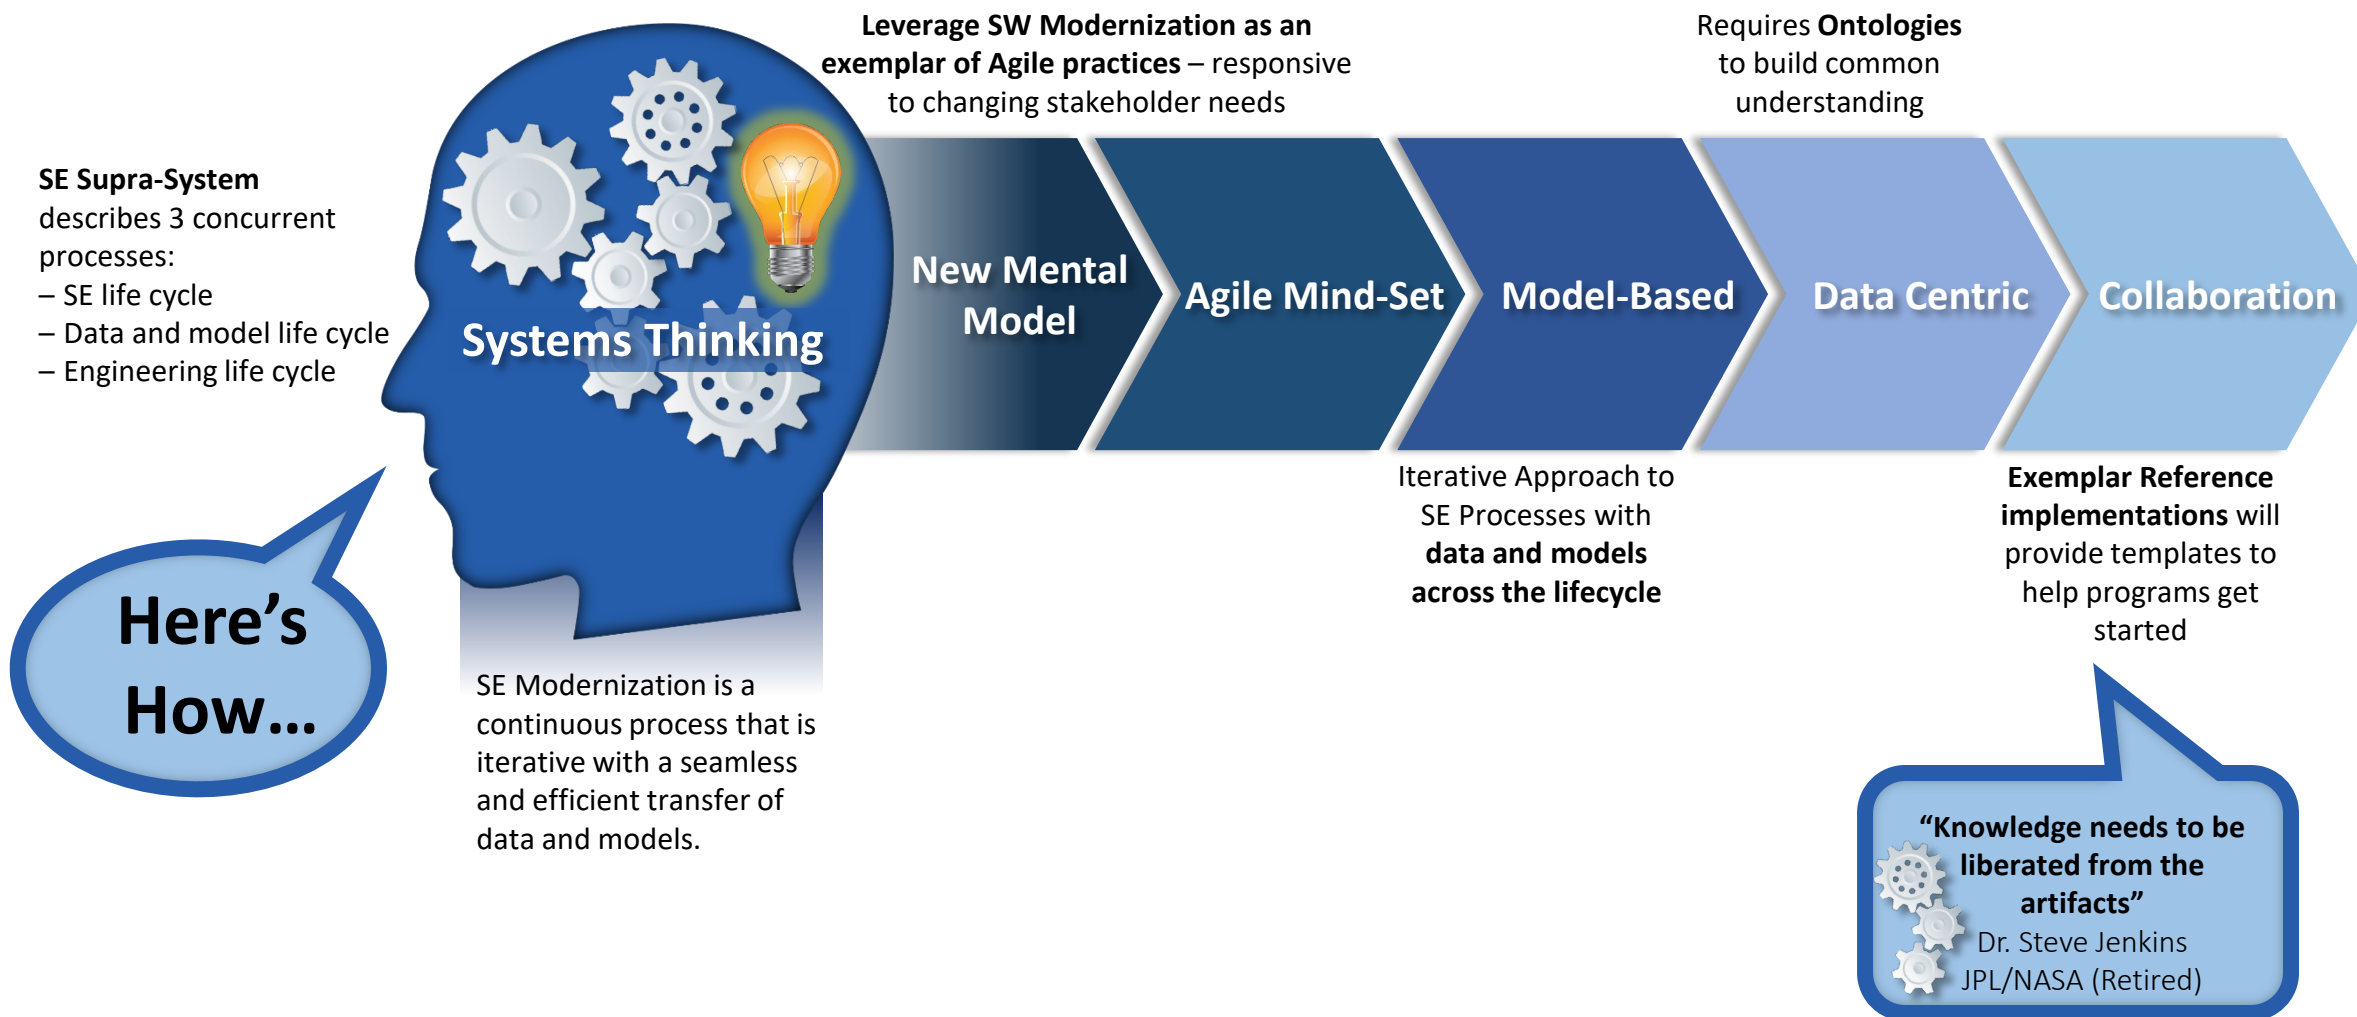 Leverage SW Modernization as an
exemplar of Agile practices – responsive
to changing stakeholder needs
Requires Ontologies
to build common
understanding
SE Supra-System
describes 3 concurrent
processes:
– SE life cycle
– Data and model life cycle
– Engineering life cycle
Systems Thinking
New Mental
Model
Agile Mind-Set
Model-Based
Data Centric
Collaboration
Here’s
How...
SE Modernization is a
continuous process that is
iterative with a seamless
and efficient transfer of
data and models.
Iterative Approach to
SE Processes with
data and models
across the lifecycle
Exemplar Reference
implementations will
provide templates to
help programs get
started
“Knowledge needs to be
liberated from the
artifacts”
Dr. Steve Jenkins
JPL/NASA (Retired)